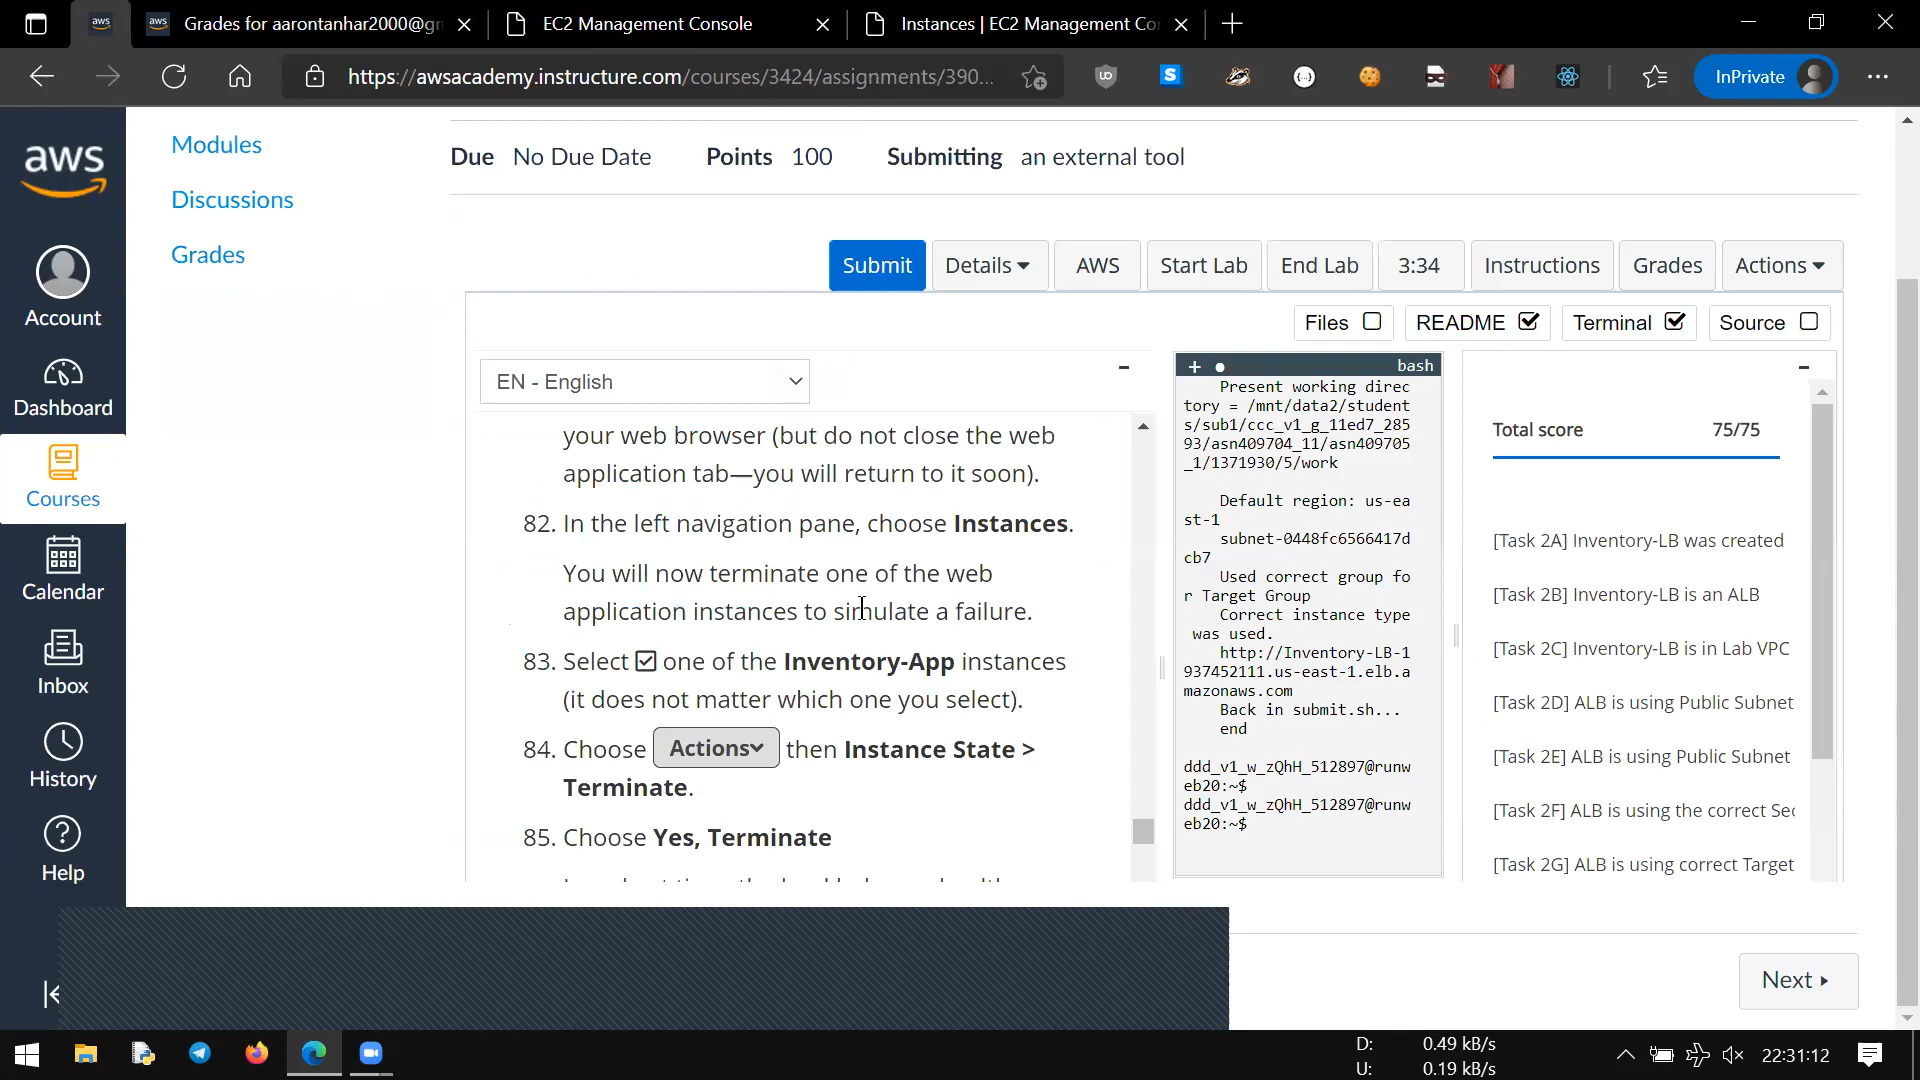 aws
Grades for aarontanhar2000@gr
EC2 Management Console
Instances | EC2 Management Co
https://awsacademy.instructure.com/courses/3424/assignments/390...
InPrivate
aws
Account
Dashboard
Courses
Calendar
Inbox
History
Help
Modules
Discussions
Grades
Due No Due Date Points 100 Submitting an external tool
Submit Details AWS Start Lab End Lab 3:34 Instructions Grades Actions
Files README Terminal Source
EN - English
your web browser (but do not close the web
application tab—you will return to it soon).
82. In the left navigation pane, choose Instances.
You will now terminate one of the web
application instances to simulate a failure.
83. Select one of the Inventory-App instances
(it does not matter which one you select).
84. Choose Actions then Instance State >
Terminate.
85. Choose Yes, Terminate
bash
Present working direc
tory = /mnt/data2/student
s/sub1/ccc_v1_g_11ed7_285
93/asn409704_11/asn409705
_1/1371930/5/work
Default region: us-ea
st-1
subnet-0448fc6566417d
cb7
Used correct group fo
r Target Group
Correct instance type
was used.
http://Inventory-LB-1
937452111.us-east-1.elb.a
mazonaws.com
Back in submit.sh...
end
ddd_v1_w_zQhH_512897@runw
eb20:~$
ddd_v1_w_zQhH_512897@runw
eb20:~$
Total score 75/75
[Task 2A] Inventory-LB was created
[Task 2B] Inventory-LB is an ALB
[Task 2C] Inventory-LB is in Lab VPC
[Task 2D] ALB is using Public Subnet
[Task 2E] ALB is using Public Subnet
[Task 2F] ALB is using the correct Sec
[Task 2G] ALB is using correct Target
Next
D: 0.49 kB/s
U: 0.19 kB/s
22:31:12